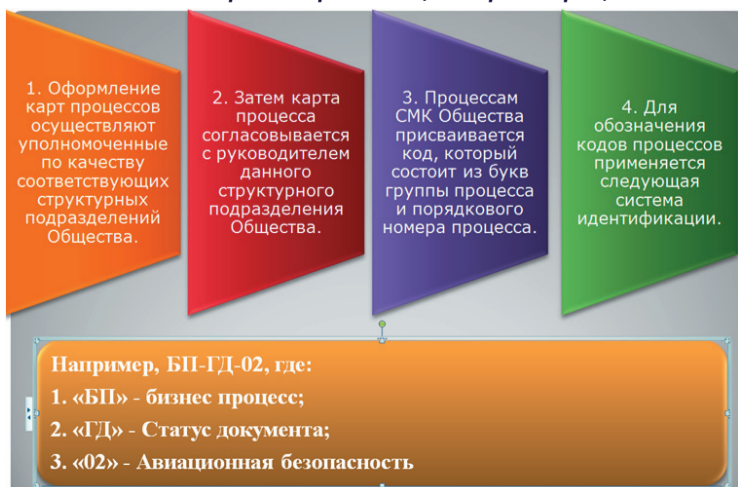 1. Оформление
карт процессов
осуществляют
уполномоченные
по качеству
соответствующих
структурных
подразделений
Общества.
2. Затем карта
процесса
согласовывается
с руководителем
данного
структурного
подразделения
Общества.
3. Процессам
СМК Общества
присваивается
код, который
состоит из букв
группы процесса
и порядкового
номера процесса.
4. Для
обозначения
кодов процессов
применяется
следующая
система
идентификации.
Например, БП-ГД-02, где:
1. «БП» - бизнес процесс;
2. «ГД» - Статус документа;
3. «02» - Авиационная безопасность